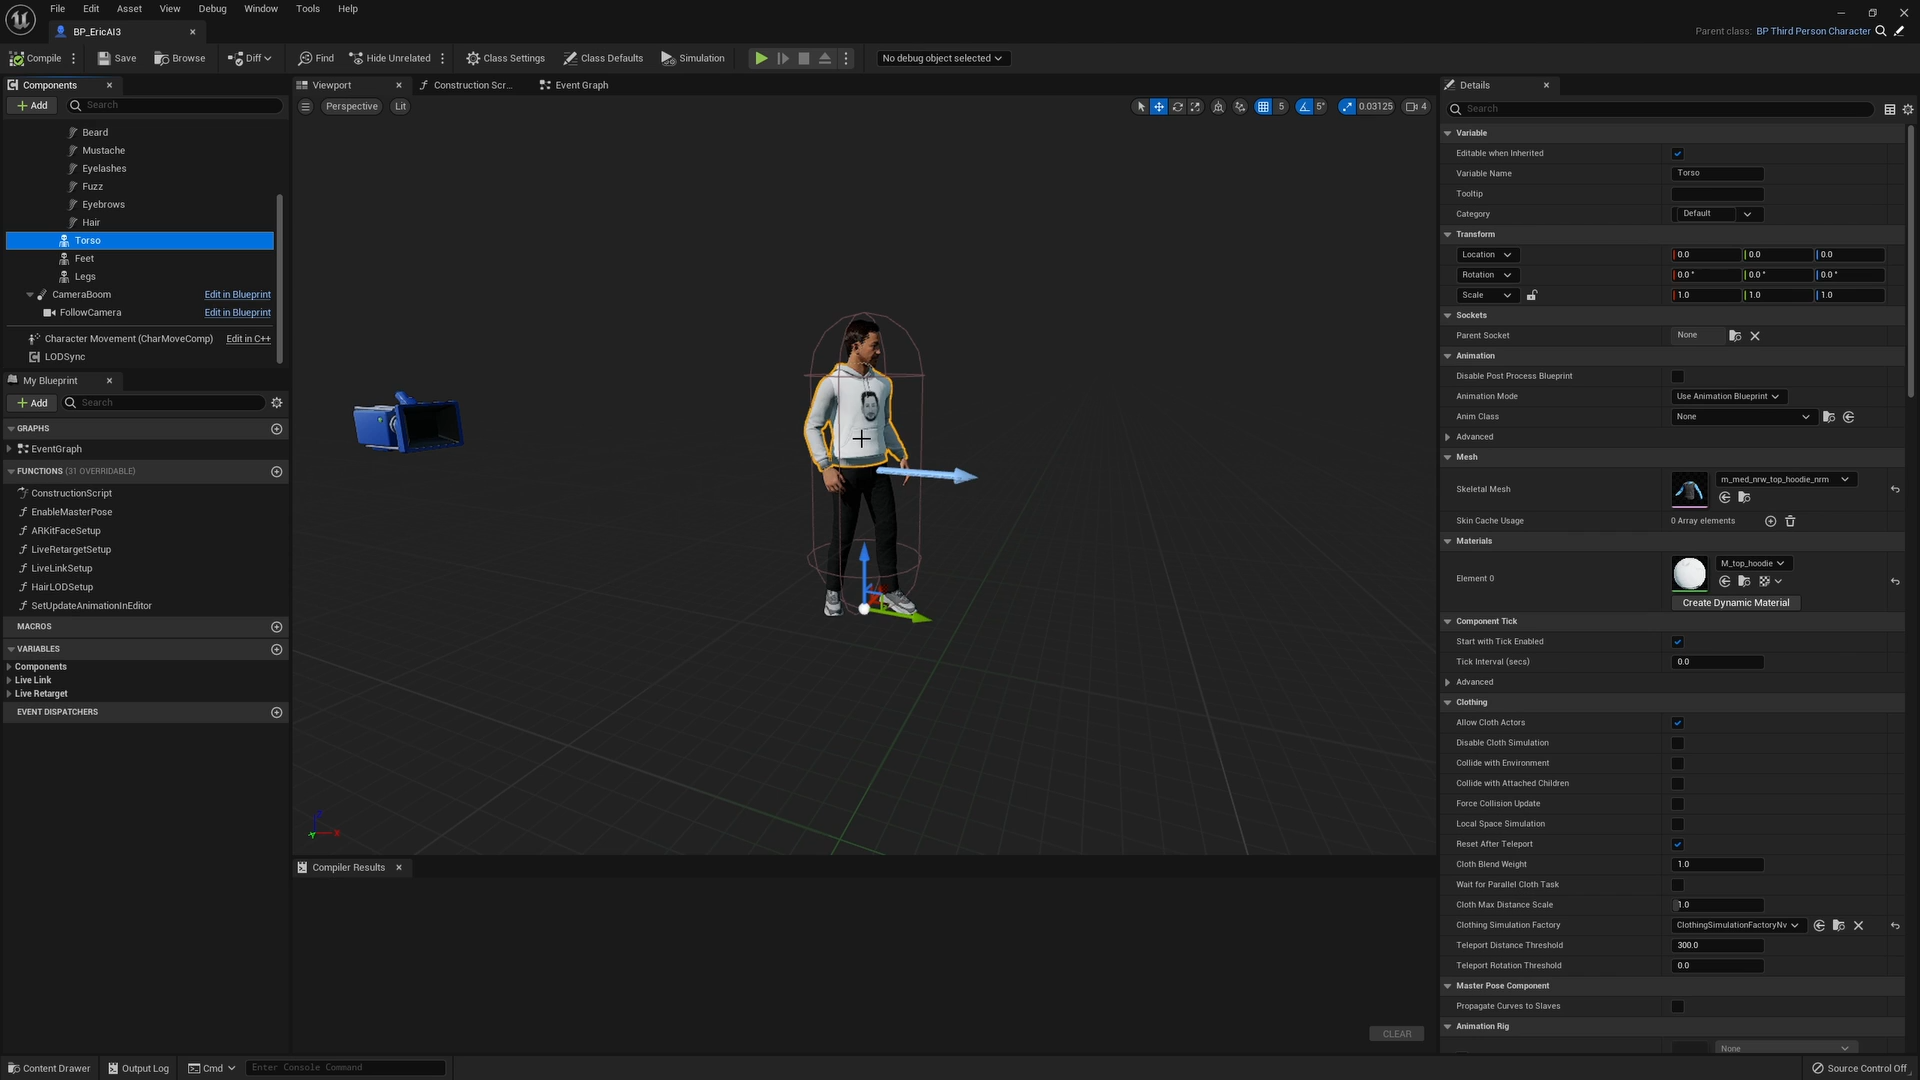 File Edit Asset View Debug Window Tools Help
BP_EricAI3
Parent class: BP Third Person Character
Compile Save Browse Diff Find Hide Unrelated Class Settings Class Defaults Simulation No debug object selected
Components
Add Search
Beard
Mustache
Eyelashes
Fuzz
Eyebrows
Hair
Torso
Feet
Legs
CameraBoom Edit in Blueprint
FollowCamera Edit in Blueprint
Character Movement (CharMoveComp) Edit in C++
LODSync
My Blueprint
Add Search
GRAPHS
EventGraph
FUNCTIONS (31 OVERRIDABLE)
ConstructionScript
EnableMasterPose
ARKitFaceSetup
LiveRetargetSetup
LiveLinkSetup
HairLODSetup
SetUpdateAnimationInEditor
MACROS
VARIABLES
Components
Live Link
Live Retarget
EVENT DISPATCHERS
Viewport Construction Scr... Event Graph
Perspective Lit 5 5° 0.03125 4
Compiler Results
CLEAR
Details
Search
Variable
Editable when Inherited
Variable Name Torso
Tooltip
Category Default
Transform
Location 0.0 0.0 0.0
Rotation 0.0 ° 0.0 ° 0.0 °
Scale 1.0 1.0 1.0
Sockets
Parent Socket None
Animation
Disable Post Process Blueprint
Animation Mode Use Animation Blueprint
Anim Class None
Advanced
Mesh
Skeletal Mesh m_med_nrw_top_hoodie_nrm
Skin Cache Usage 0 Array elements
Materials
Element 0 M_top_hoodie
Create Dynamic Material
Component Tick
Start with Tick Enabled
Tick Interval (secs) 0.0
Advanced
Clothing
Allow Cloth Actors
Disable Cloth Simulation
Collide with Environment
Collide with Attached Children
Force Collision Update
Local Space Simulation
Reset After Teleport
Cloth Blend Weight 1.0
Wait for Parallel Cloth Task
Cloth Max Distance Scale 1.0
Clothing Simulation Factory ClothingSimulationFactoryNv
Teleport Distance Threshold 300.0
Teleport Rotation Threshold 0.0
Master Pose Component
Propagate Curves to Slaves
Animation Rig
None
Content Drawer Output Log Cmd Enter Console Command Source Control Off